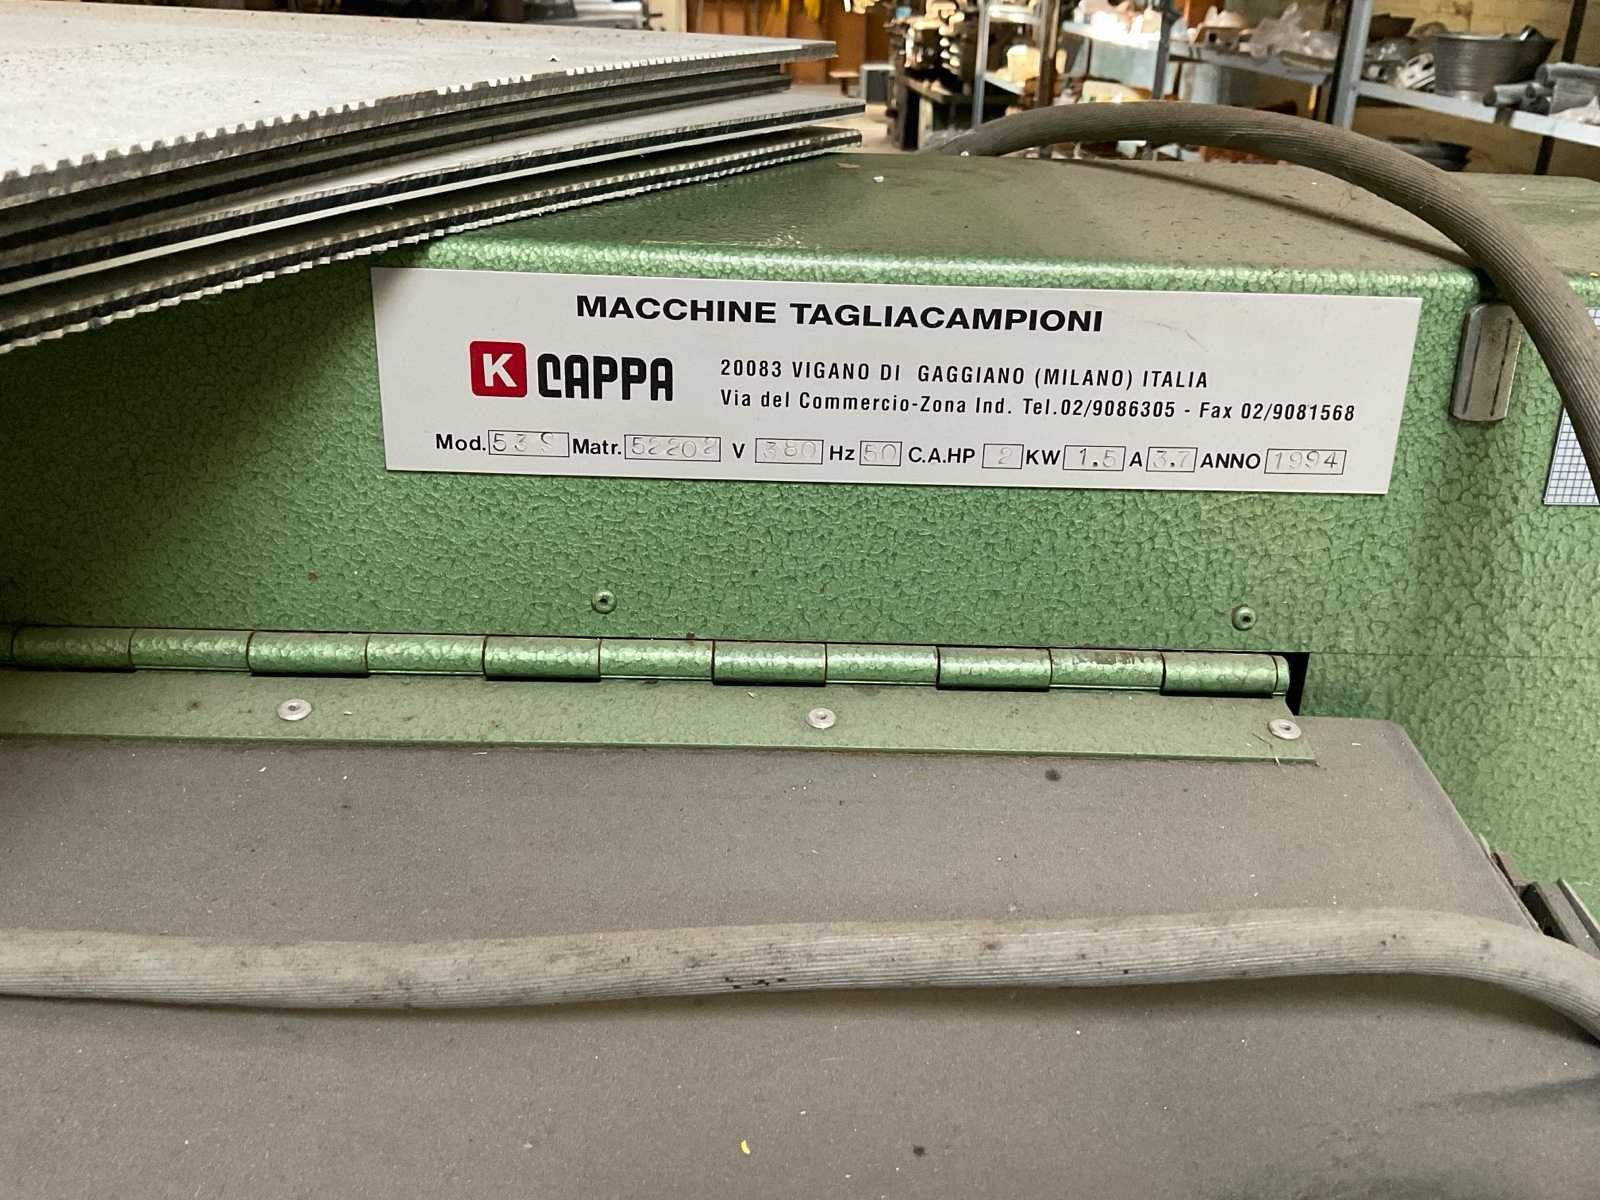 MACCHINE TAGLIACAMPIONI
K CAPPA
20083 VIGANO DI GAGGIANO (MILANO) ITALIA
Via del Commercio-Zona Ind. Tel.02/9086305 - Fax 02/9081568
Mod. 53S Matr. 52202 V 380 Hz 50 C.A.HP 2 KW 1.5 A 3.7 ANNO 1994